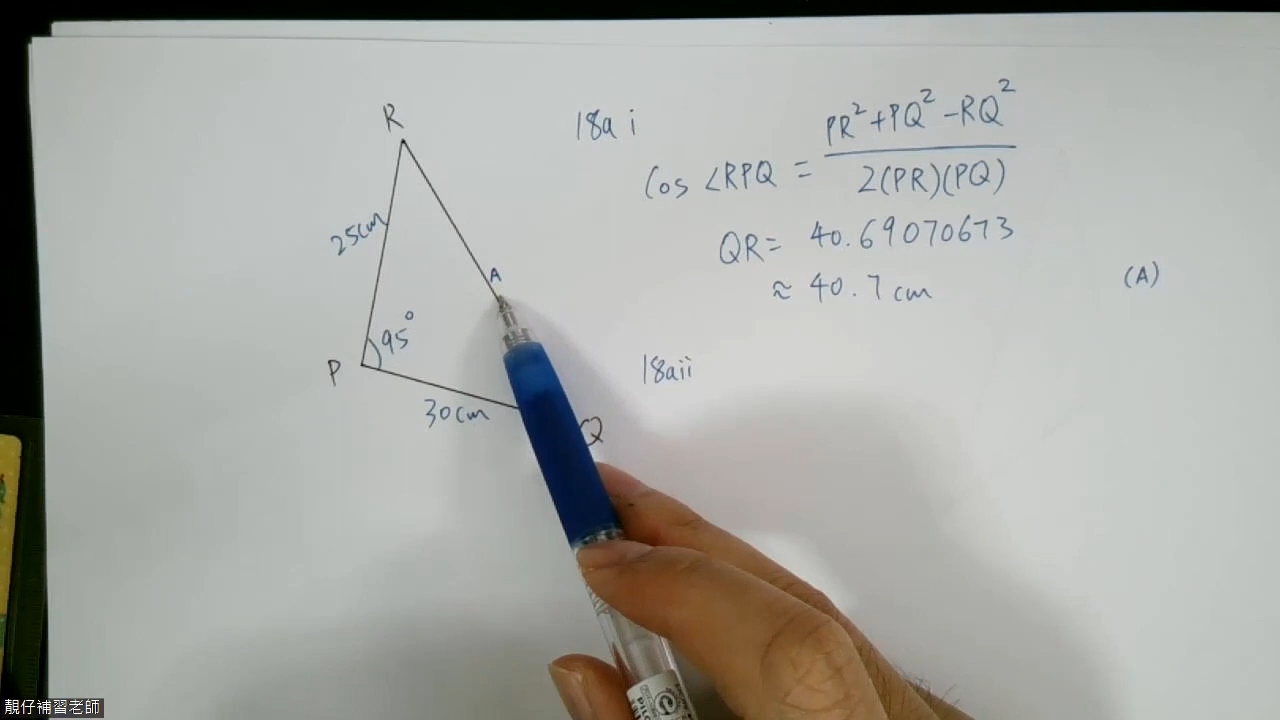 R
18a i
cos ∠RPQ = PR²+PQ²-RQ² / 2(PR)(PQ)
25cm
QR= 40.69070673
A
≈ 40.7 cm
(A)
95°
P
18aii
30cm
Q
靚仔補習老師